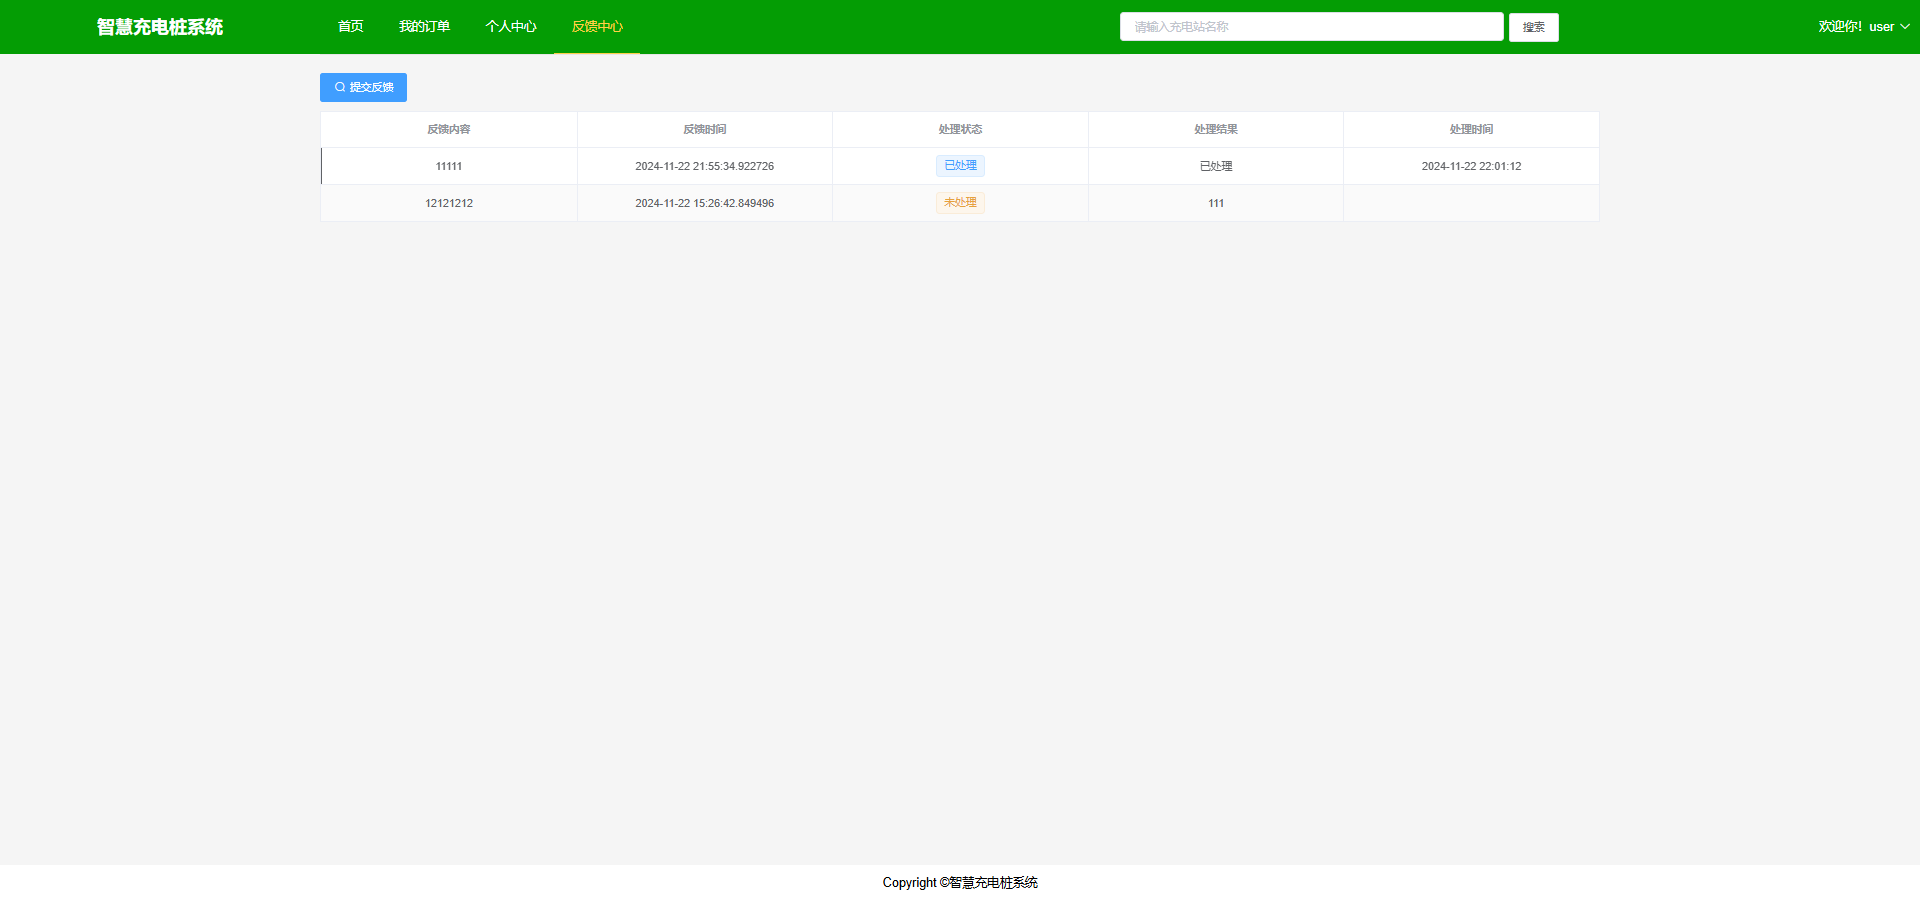 智慧充电桩系统 首页 我的订单 个人中心 反馈中心 请输入充电站名称 搜索 欢迎你! user
提交反馈
反馈内容 反馈时间 处理状态 处理结果 处理时间
11111 2024-11-22 21:55:34.922726 已处理 已处理 2024-11-22 22:01:12
12121212 2024-11-22 15:26:42.849496 未处理 111
Copyright ©智慧充电桩系统